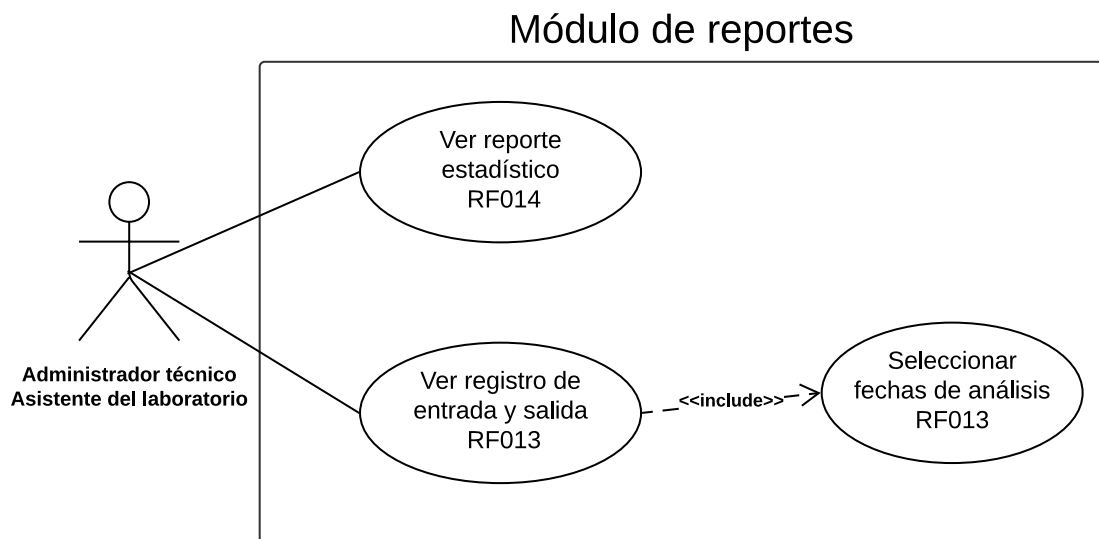 Módulo de reportes
Ver reporte
estadístico
RF014
Administrador técnico
Asistente del laboratorio
Ver registro de
entrada y salida
RF013
<<include>>
Seleccionar
fechas de análisis
RF013